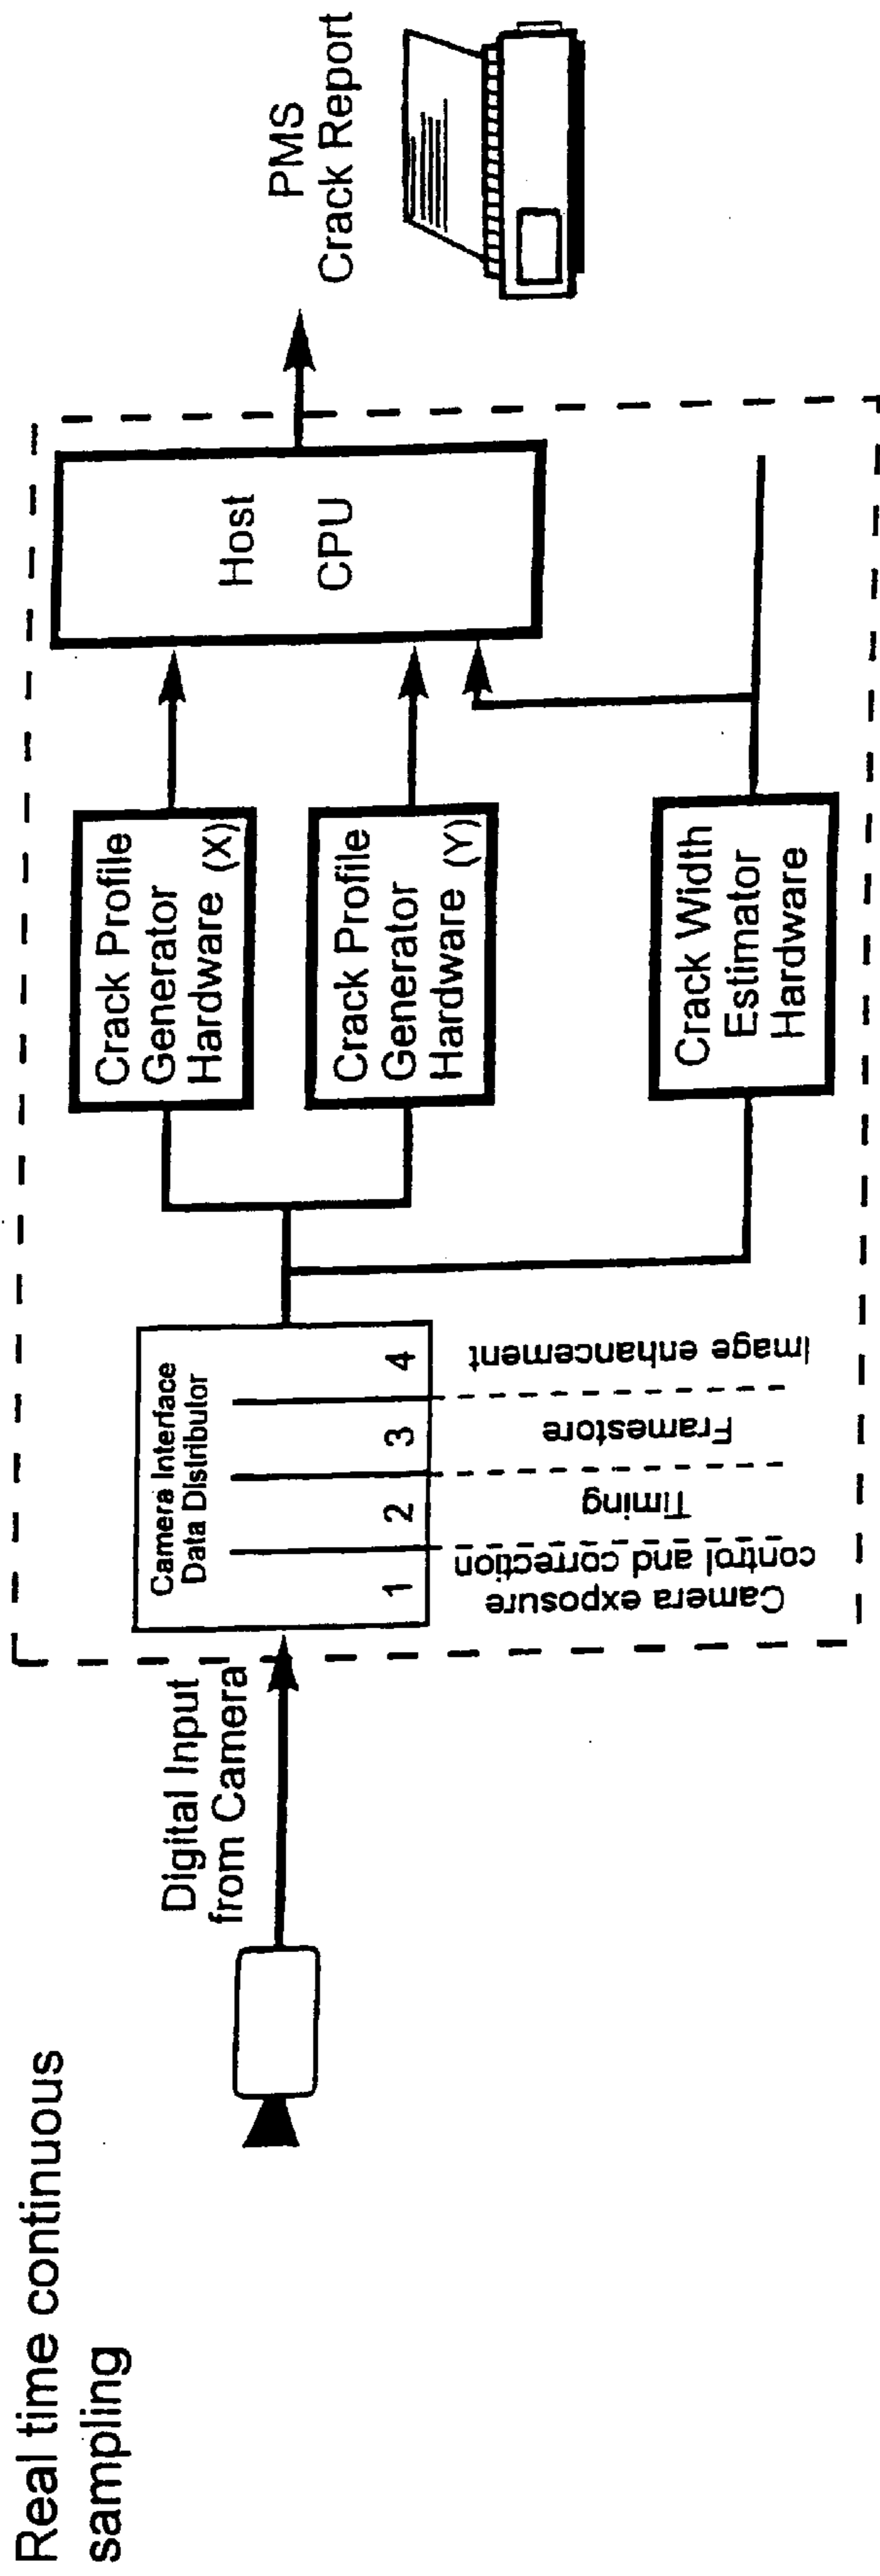 Real time continuous
sampling
Digital Input
from Camera
Camera Interface
Data Distributor
1
2
3
4
Camera exposure
control and correction
Timing
Framestore
Image enhancement
Crack Profile
Generator
Hardware (X)
Crack Profile
Generator
Hardware (Y)
Crack Width
Estimator
Hardware
Host
CPU
PMS
Crack Report